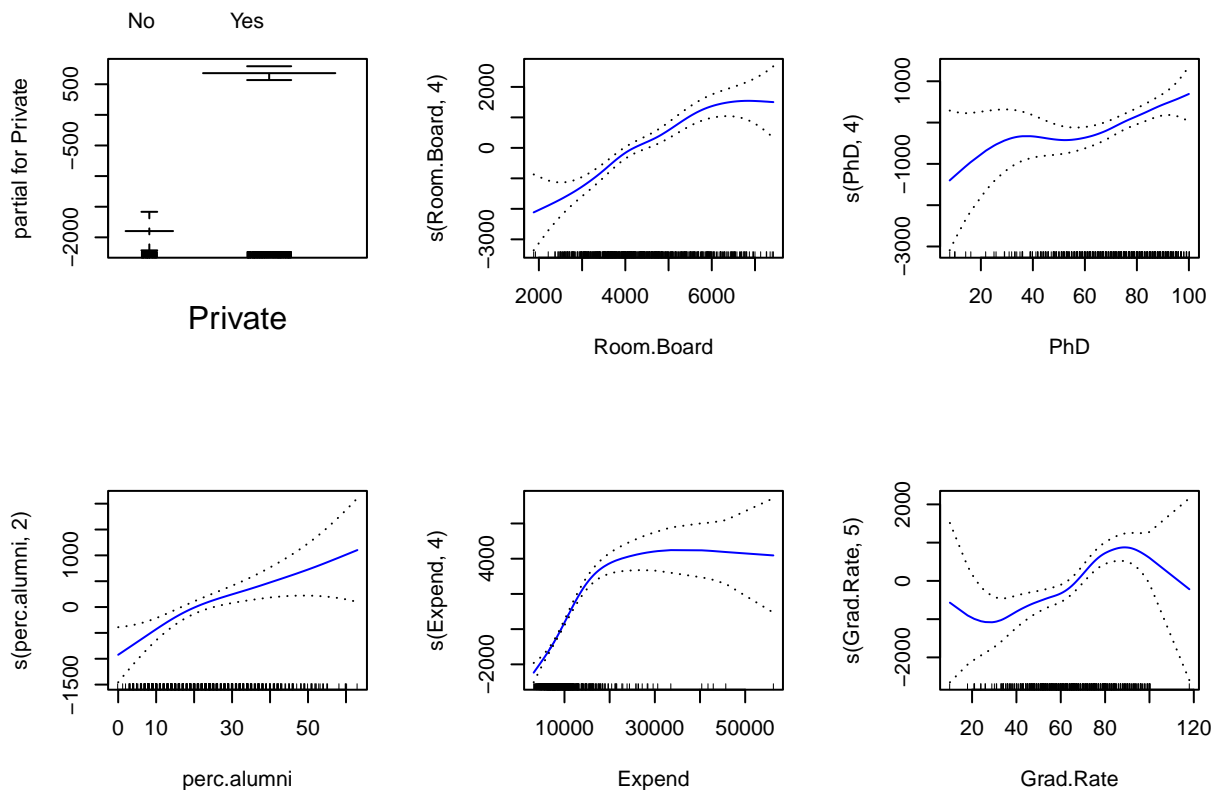 No Yes
partial for Private
500
−500
−2000
Private
s(Room.Board, 4)
2000
0
−3000
2000 4000 6000
Room.Board
s(PhD, 4)
1000
−1000
−3000
20 40 60 80 100
PhD
s(perc.alumni, 2)
1000
0
−1500
0 10 30 50
perc.alumni
s(Expend, 4)
4000
−2000
10000 30000 50000
Expend
s(Grad.Rate, 5)
2000
0
−2000
20 40 60 80 120
Grad.Rate